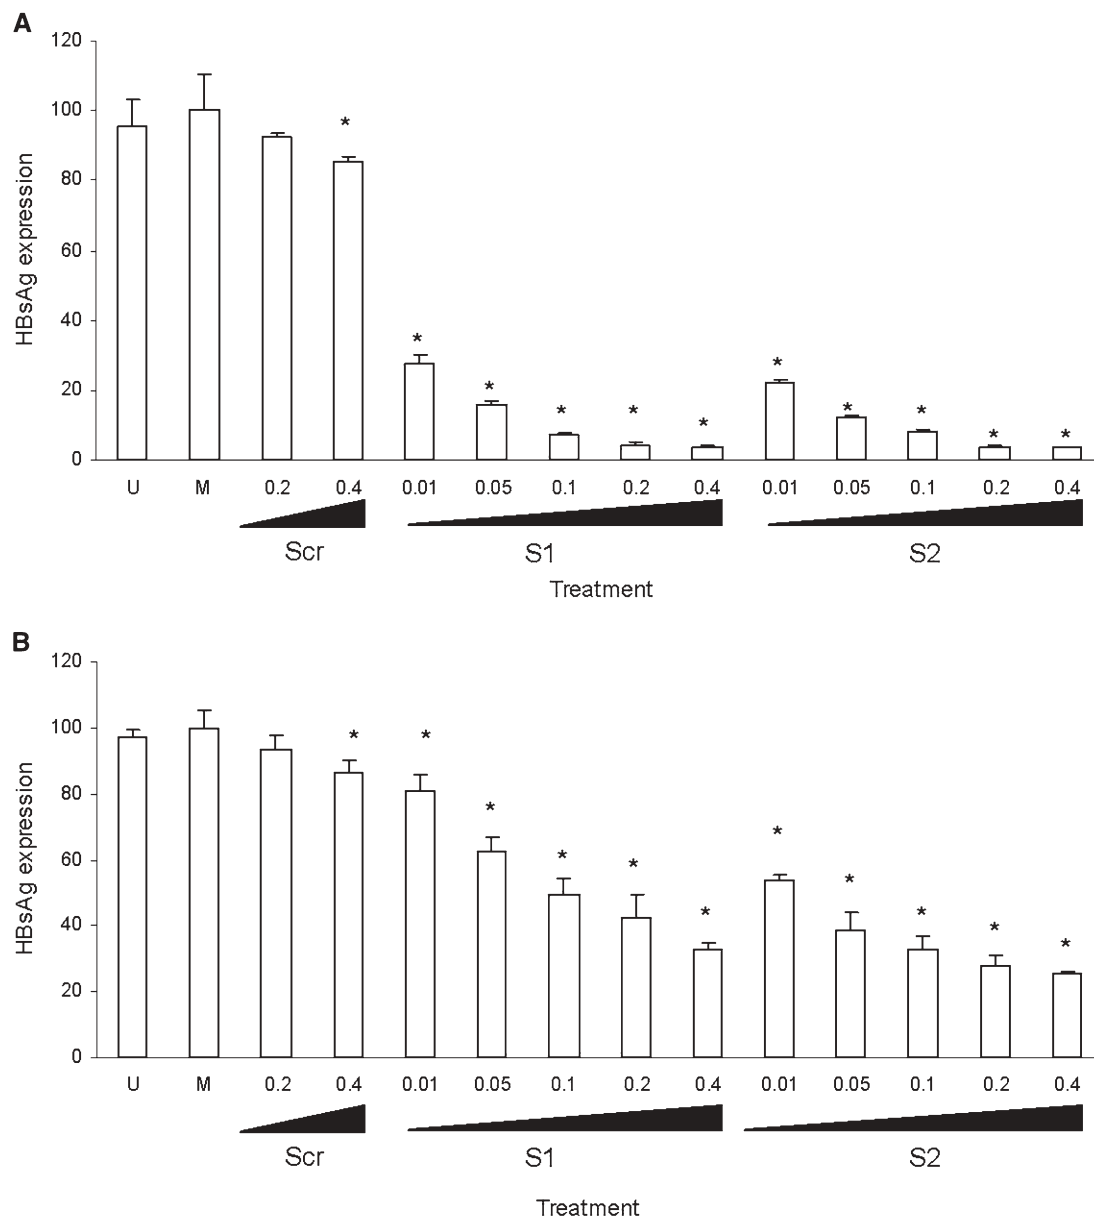 A
120
100
80
60
40
20
0
HBsAg expression
* * * * * * * * * * *
U M 0.2 0.4 0.01 0.05 0.1 0.2 0.4 0.01 0.05 0.1 0.2 0.4
Scr S1 S2
Treatment
B
120
100
80
60
40
20
0
HBsAg expression
* * * * * * * * * * *
U M 0.2 0.4 0.01 0.05 0.1 0.2 0.4 0.01 0.05 0.1 0.2 0.4
Scr S1 S2
Treatment